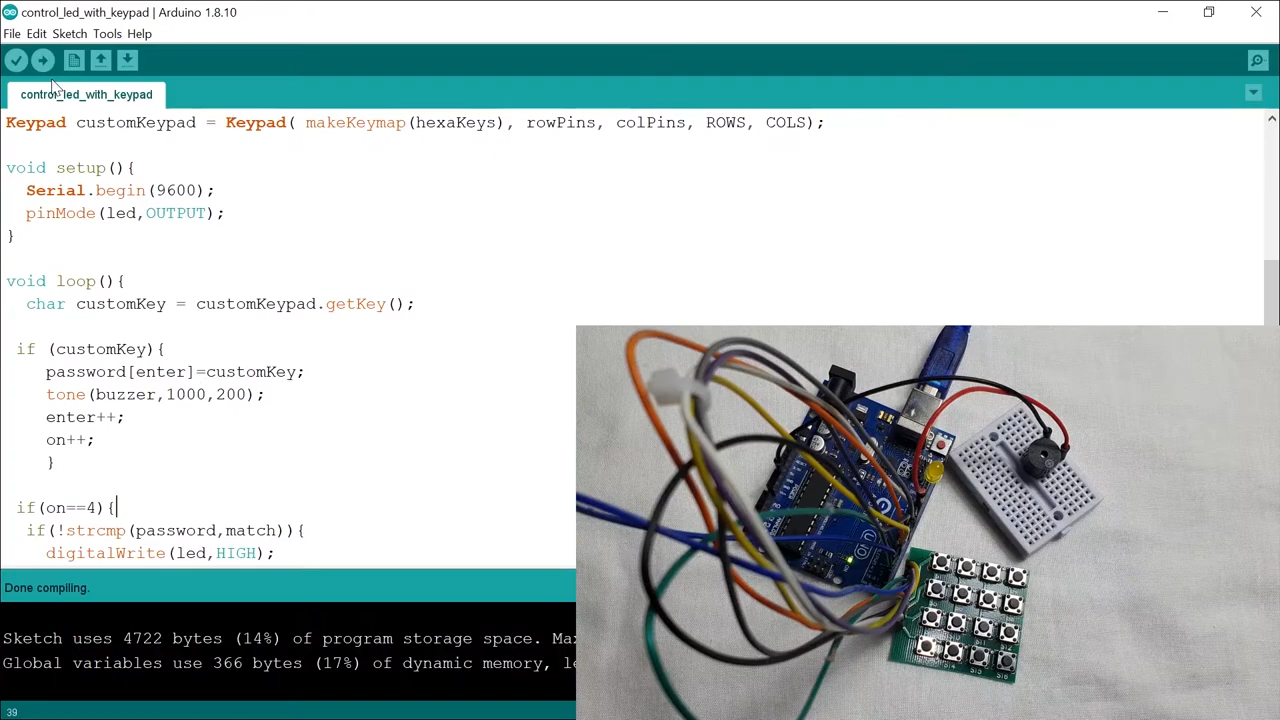 control_led_with_keypad | Arduino 1.8.10
File Edit Sketch Tools Help
control_led_with_keypad
Keypad customKeypad = Keypad( makeKeymap(hexaKeys), rowPins, colPins, ROWS, COLS);
void setup(){
Serial.begin(9600);
pinMode(led,OUTPUT);
}
void loop(){
char customKey = customKeypad.getKey();
if (customKey){
password[enter]=customKey;
tone(buzzer,1000,200);
enter++;
on++;
}
if(on==4){
if(!strcmp(password,match)){
digitalWrite(led,HIGH);
Done compiling.
Sketch uses 4722 bytes (14%) of program storage space.
Global variables use 366 bytes (17%) of dynamic memory,
39